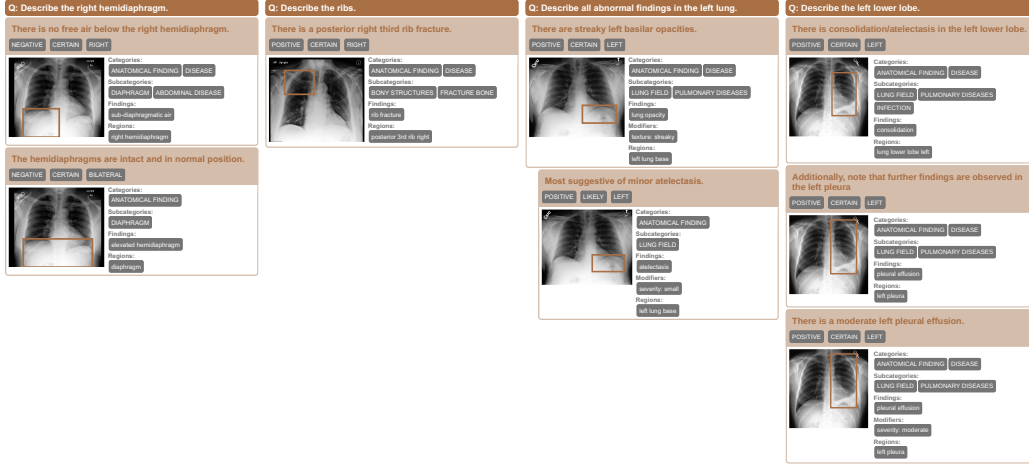 Q: Describe the right hemidiaphragm.
There is no free air below the right hemidiaphragm.
NEGATIVE CERTAIN RIGHT
Categories:
ANATOMICAL FINDING DISEASE
Subcategories:
DIAPHRAGM ABDOMINAL DISEASE
Findings:
sub-diaphragmatic air
Regions:
right hemidiaphragm
The hemidiaphragms are intact and in normal position.
NEGATIVE CERTAIN BILATERAL
Categories:
ANATOMICAL FINDING
Subcategories:
DIAPHRAGM
Findings:
elevated hemidiaphragm
Regions:
diaphragm
Q: Describe the ribs.
There is a posterior right third rib fracture.
POSITIVE CERTAIN RIGHT
Categories:
ANATOMICAL FINDING DISEASE
Subcategories:
BONY STRUCTURES FRACTURE BONE
Findings:
rib fracture
Regions:
posterior 3rd rib right
Q: Describe all abnormal findings in the left lung.
There are streaky left basilar opacities.
POSITIVE CERTAIN LEFT
Categories:
ANATOMICAL FINDING DISEASE
Subcategories:
LUNG FIELD PULMONARY DISEASES
Findings:
lung opacity
Modifiers:
texture: streaky
Regions:
left lung base
Most suggestive of minor atelectasis.
POSITIVE LIKELY LEFT
Categories:
ANATOMICAL FINDING
Subcategories:
LUNG FIELD
Findings:
atelectasis
Modifiers:
severity: small
Regions:
left lung base
Q: Describe the left lower lobe.
There is consolidation/atelectasis in the left lower lobe.
POSITIVE CERTAIN LEFT
Categories:
ANATOMICAL FINDING DISEASE
Subcategories:
LUNG FIELD PULMONARY DISEASES
INFECTION
Findings:
consolidation
Regions:
lung lower lobe left
Additionally, note that further findings are observed in
the left pleura
POSITIVE CERTAIN LEFT
Categories:
ANATOMICAL FINDING DISEASE
Subcategories:
LUNG FIELD PULMONARY DISEASES
Findings:
pleural effusion
Regions:
left pleura
There is a moderate left pleural effusion.
POSITIVE CERTAIN LEFT
Categories:
ANATOMICAL FINDING DISEASE
Subcategories:
LUNG FIELD PULMONARY DISEASES
Findings:
pleural effusion
Modifiers:
severity: moderate
Regions:
left pleura